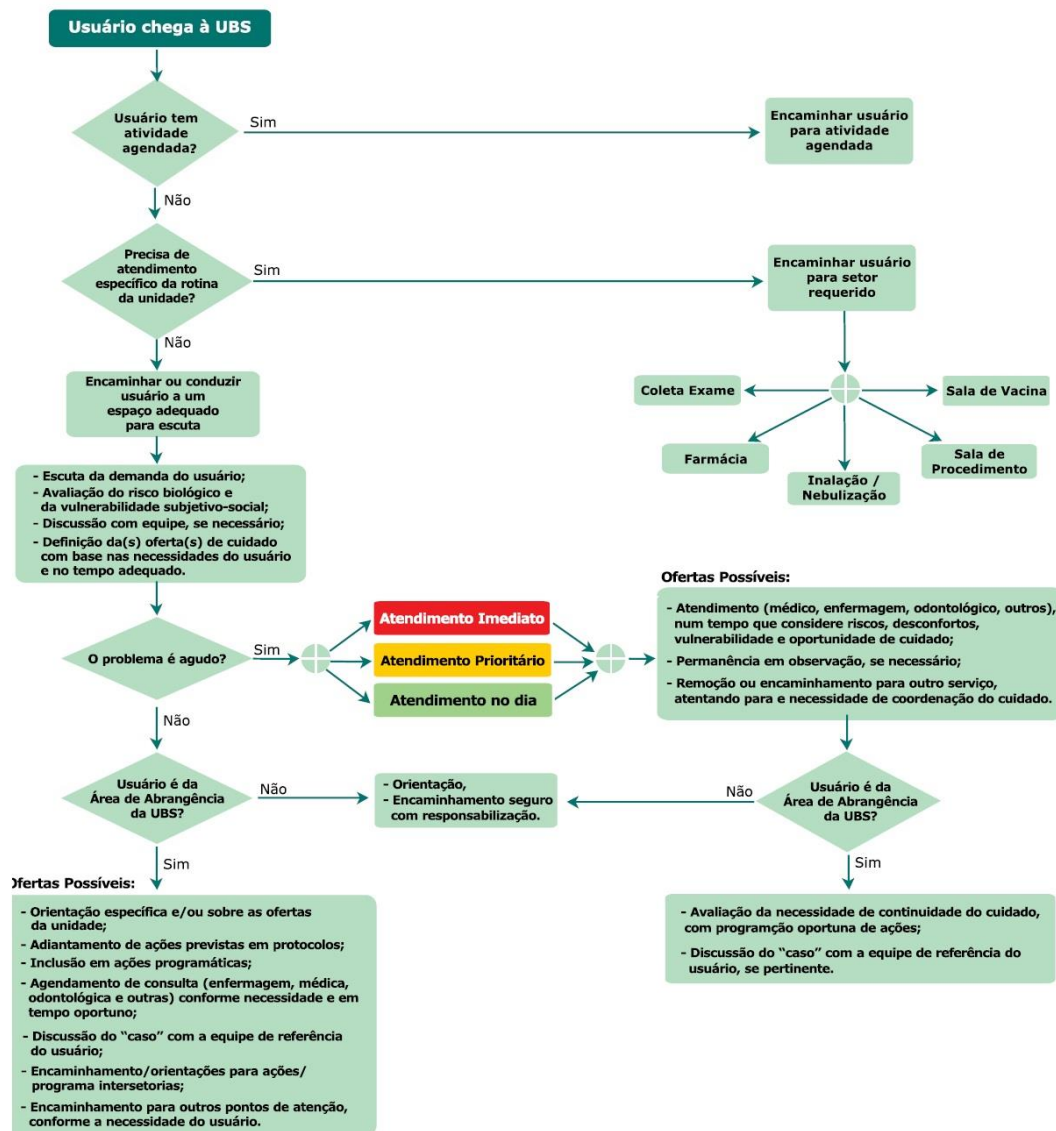 Usuário chega à UBS
Usuário tem
atividade
agendada?
Sim
Encaminhar usuário
para atividade
agendada
Não
Precisa de
atendimento
específico da rotina
da unidade?
Sim
Encaminhar usuário
para setor
requerido
Não
Encaminhar ou conduzir
usuário a um
espaço adequado
para escuta
Coleta Exame
Sala de Vacina
Farmácia
Sala de
Procedimento
Inalação /
Nebulização
- Escuta da demanda do usuário;
- Avaliação do risco biológico e
da vulnerabilidade subjetivo-social;
- Discussão com equipe, se necessário;
- Definição da(s) oferta(s) de cuidado
com base nas necessidades do usuário
e no tempo adequado.
O problema é agudo?
Sim
Atendimento Imediato
Atendimento Prioritário
Atendimento no dia
Ofertas Possíveis:
- Atendimento (médico, enfermagem, odontológico, outros),
num tempo que considere riscos, desconfortos,
vulnerabilidade e oportunidade de cuidado;
- Permanência em observação, se necessário;
- Remoção ou encaminhamento para outro serviço,
atentando para e necessidade de coordenação do cuidado.
Não
Usuário é da
Área de Abrangência
da UBS?
Não
- Orientação,
- Encaminhamento seguro
com responsabilização.
Não
Usuário é da
Área de Abrangência
da UBS?
Sim
Ofertas Possíveis:
- Orientação específica e/ou sobre as ofertas
da unidade;
- Adiantamento de ações previstas em protocolos;
- Inclusão em ações programáticas;
- Agendamento de consulta (enfermagem, médica,
odontológica e outras) conforme necessidade e em
tempo oportuno;
- Discussão do “caso” com a equipe de referência
do usuário;
- Encaminhamento/orientações para ações/
programa intersetorias;
- Encaminhamento para outros pontos de atenção,
conforme a necessidade do usuário.
Sim
- Avaliação da necessidade de continuidade do cuidado,
com programção oportuna de ações;
- Discussão do “caso” com a equipe de referência do
usuário, se pertinente.